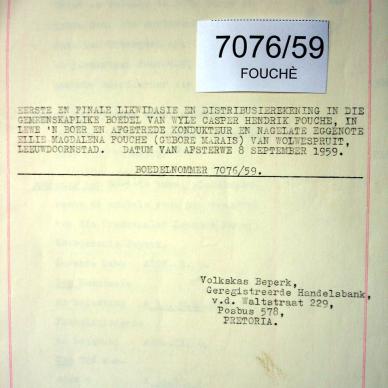 7076/59
FOUCHÈ
EERSTE EN FINALE LIKWIDASIE EN DISTRIBUSIEREKENING IN DIE
GEMEENSKAPLIKE BOEDEL VAN WYLE CASPER HENDRIK FOUCHE, IN
LEWE 'N BOER EN AFGETREDE KONDUKTEUR EN NAGELATE EGGENOTE
ELLIE MAGDALENA FOUCHE (GEBORE MARAIS) VAN WOLWESPRUIT,
LEEUWDOORNSTAD. DATUM VAN AFSTERWE 8 SEPTEMBER 1959.
BOEDELNOMMER 7076/59.
Volkskas Beperk,
Geregistreerde Handelsbank,
v.d. Waltstraat 229,
Posbus 578,
PRETORIA.